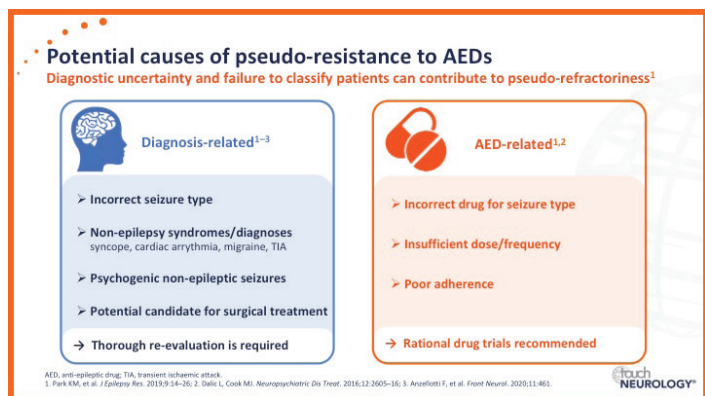 Potential causes of pseudo-resistance to AEDs
Diagnostic uncertainty and failure to classify patients can contribute to pseudo-refractoriness¹
Diagnosis-related¹⁻³
➤ Incorrect seizure type
➤ Non-epilepsy syndromes/diagnoses
syncope, cardiac arrythmia, migraine, TIA
➤ Psychogenic non-epileptic seizures
➤ Potential candidate for surgical treatment
→ Thorough re-evaluation is required
AED-related¹,²
➤ Incorrect drug for seizure type
➤ Insufficient dose/frequency
➤ Poor adherence
→ Rational drug trials recommended
AED, anti-epileptic drug; TIA, transient ischaemic attack.
1. Park KM, et al. J Epilepsy Res. 2019;9:14–26; 2. Dalic L, Cook MJ. Neuropsychiatric Dis Treat. 2016;12:2605–16; 3. Anzellotti F, et al. Front Neurol. 2020;11:461.
touch
NEUROLOGY®